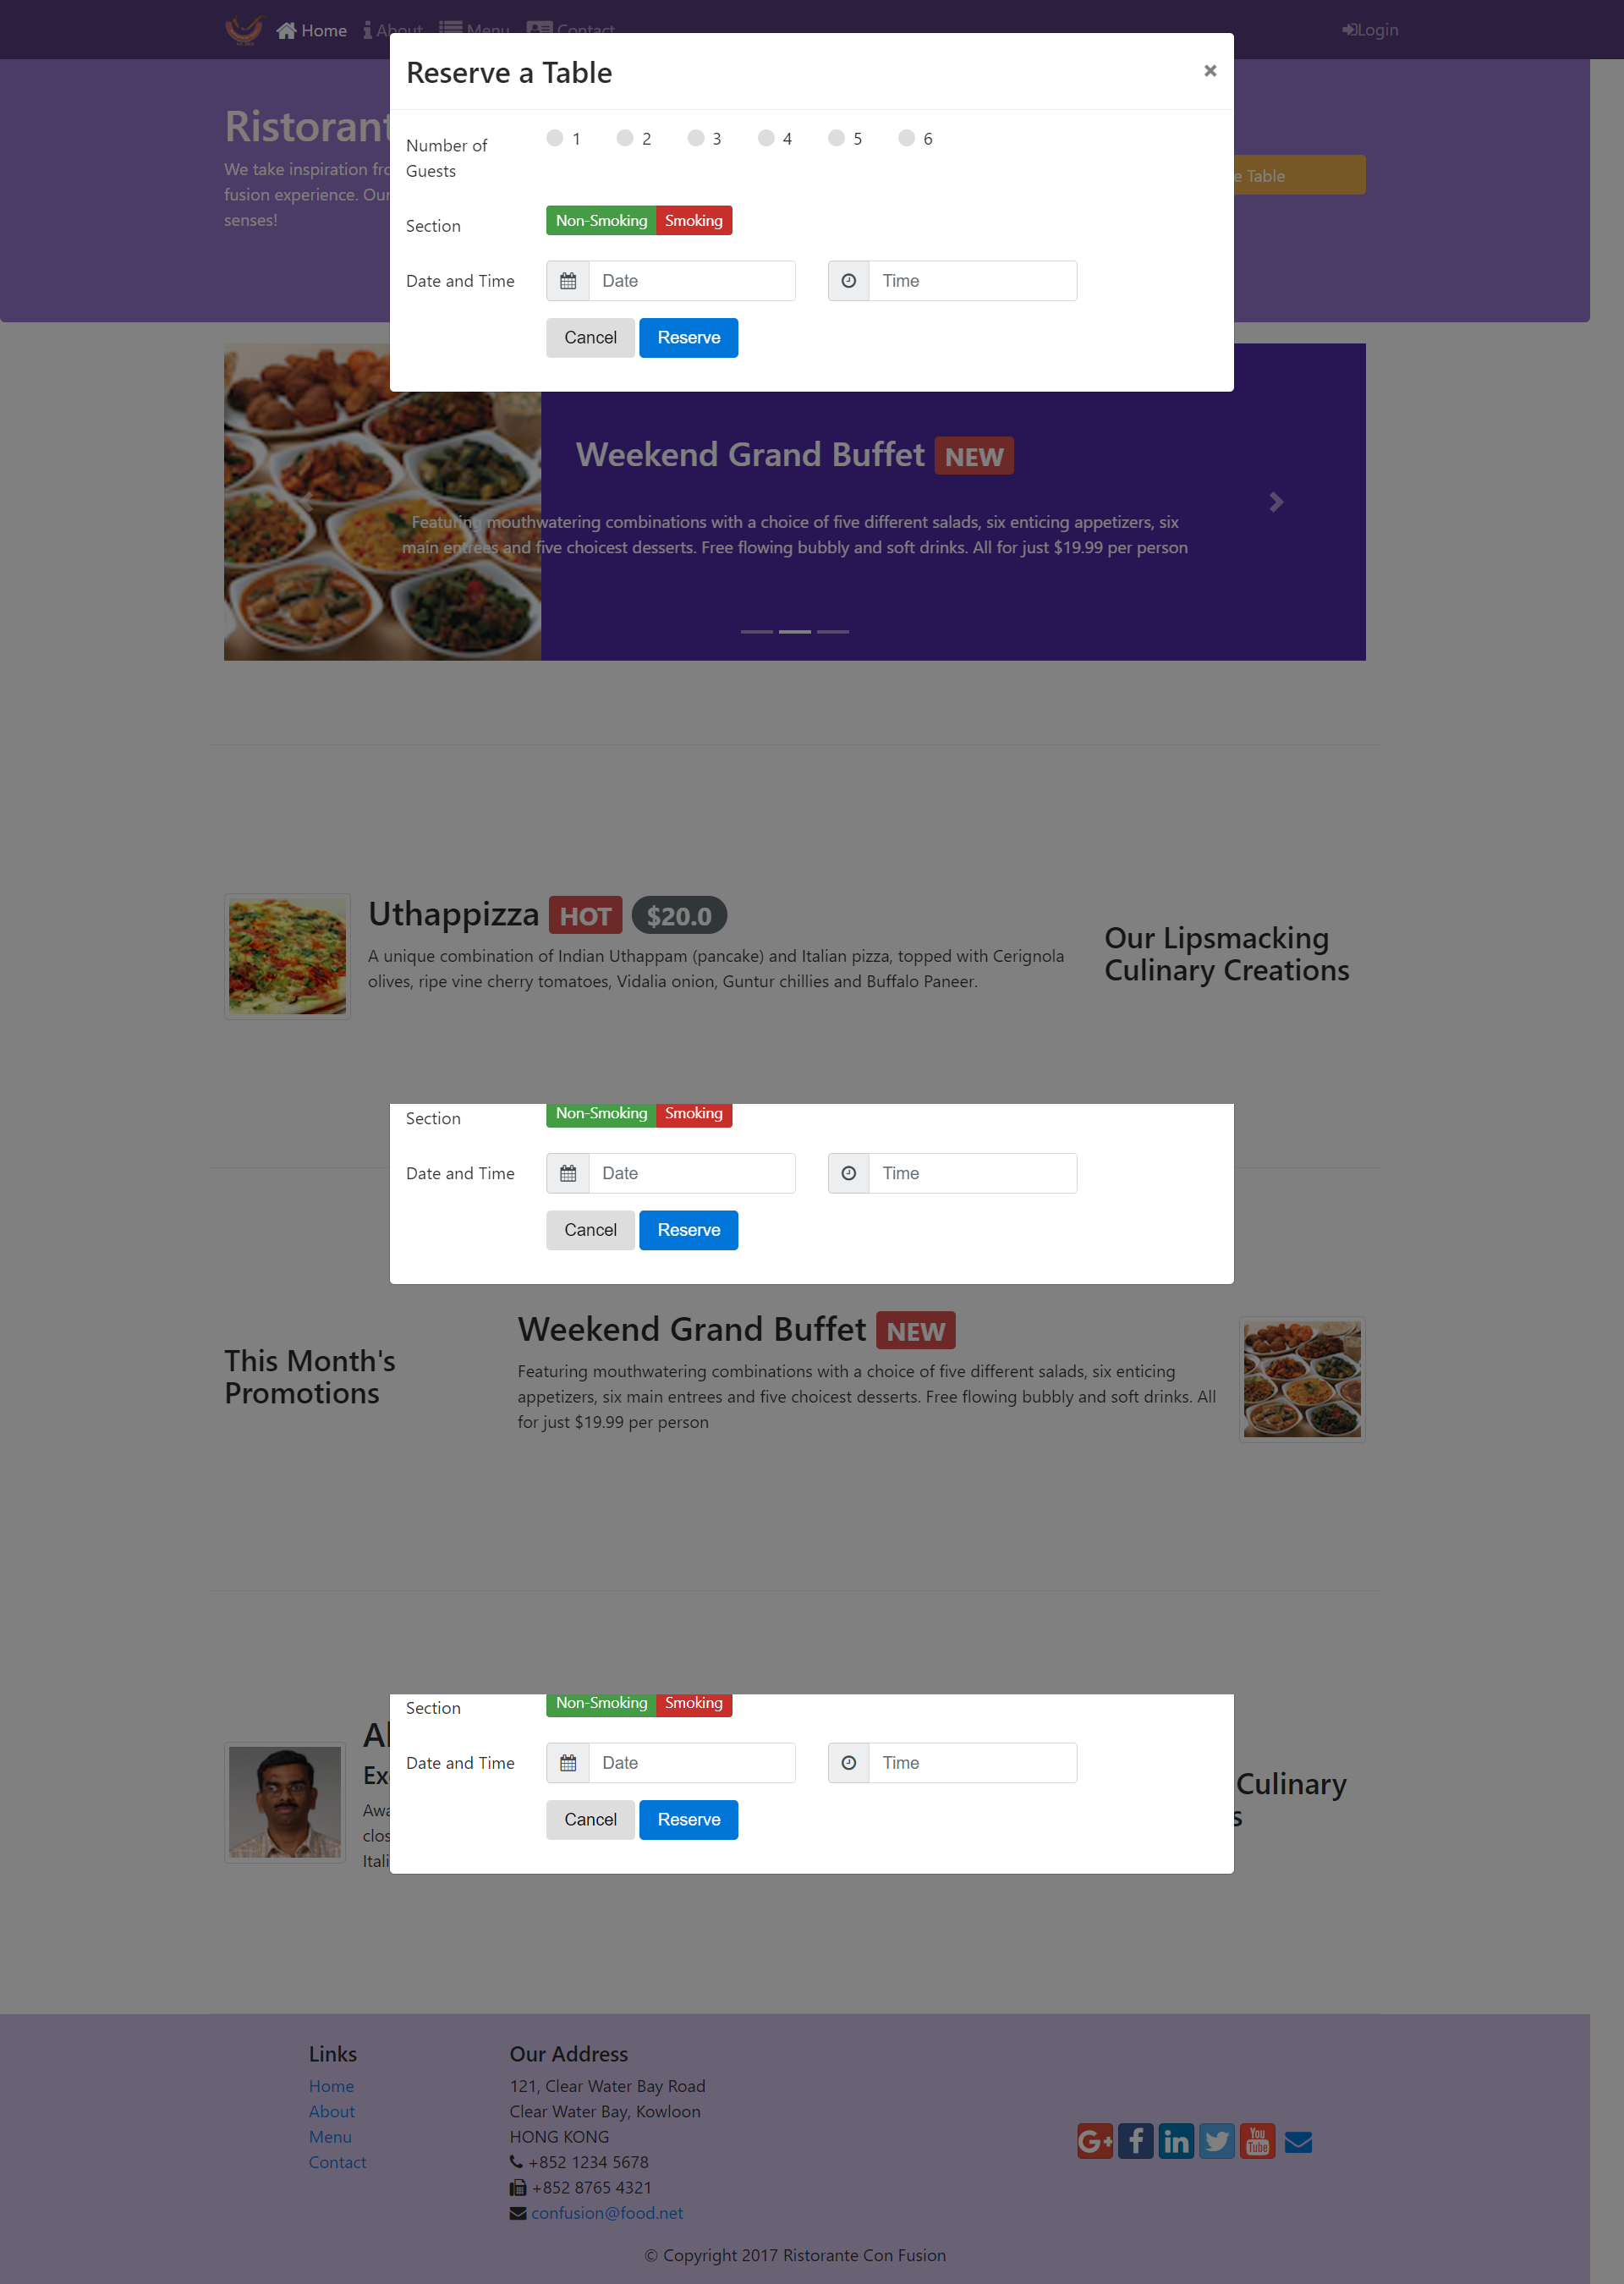 Home About Menu Contact Login
Reserve a Table ×
Ristorant
We take inspiration fro
fusion experience. Our
senses!
e Table
Number of
Guests
1 2 3 4 5 6
Section Non-Smoking Smoking
Date and Time Date Time
Cancel Reserve
Weekend Grand Buffet NEW
Featuring mouthwatering combinations with a choice of five different salads, six enticing appetizers, six
main entrees and five choicest desserts. Free flowing bubbly and soft drinks. All for just $19.99 per person
Uthappizza HOT $20.0
A unique combination of Indian Uthappam (pancake) and Italian pizza, topped with Cerignola
olives, ripe vine cherry tomatoes, Vidalia onion, Guntur chillies and Buffalo Paneer.
Our Lipsmacking
Culinary Creations
Section Non-Smoking Smoking
Date and Time Date Time
Cancel Reserve
This Month's
Promotions
Weekend Grand Buffet NEW
Featuring mouthwatering combinations with a choice of five different salads, six enticing
appetizers, six main entrees and five choicest desserts. Free flowing bubbly and soft drinks. All
for just $19.99 per person
Section Non-Smoking Smoking
Date and Time Date Time
Cancel Reserve
Al
Exe
Awa
clos
Itali
Culinary
s
Links
Home
About
Menu
Contact
Our Address
121, Clear Water Bay Road
Clear Water Bay, Kowloon
HONG KONG
+852 1234 5678
+852 8765 4321
confusion@food.net
G+ f in You Tube
© Copyright 2017 Ristorante Con Fusion